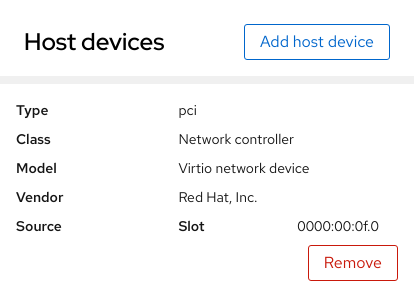 Host devices Add host device
Type pci
Class Network controller
Model Virtio network device
Vendor Red Hat, Inc.
Source Slot 0000:00:0f.0
Remove